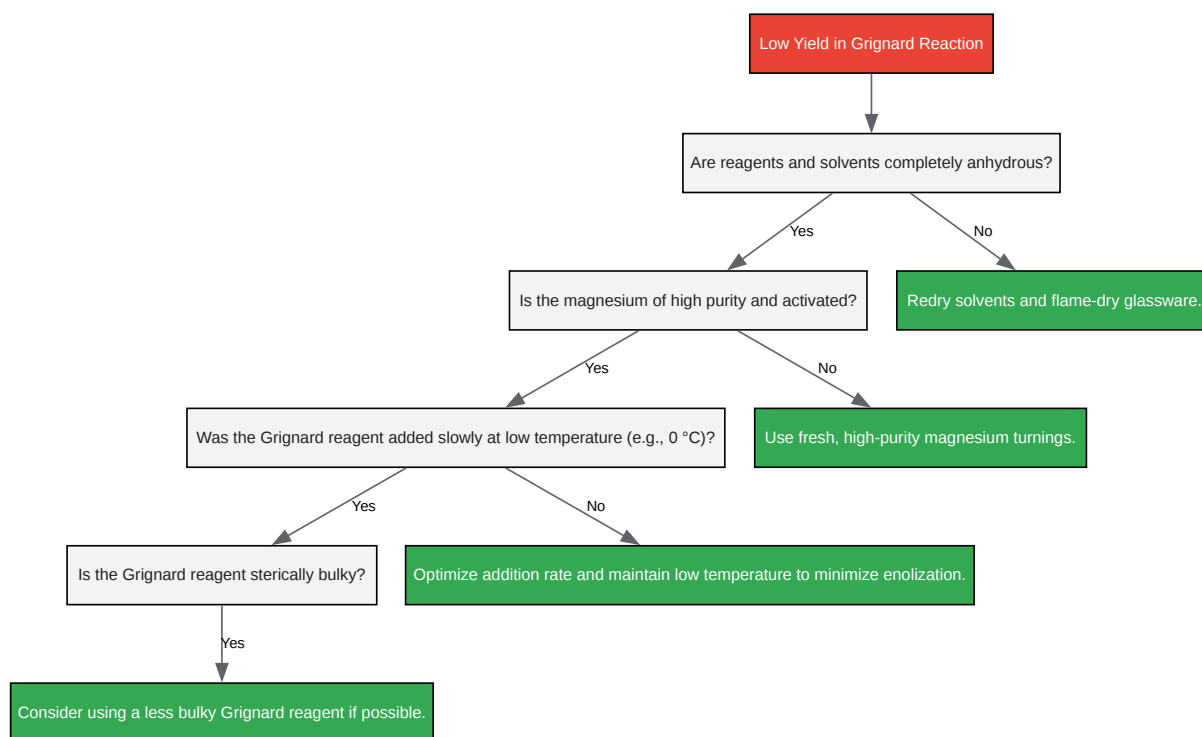 Low Yield in Grignard Reaction
Are reagents and solvents completely anhydrous?
Yes
No
Is the magnesium of high purity and activated?
Redry solvents and flame-dry glassware.
Yes
No
Was the Grignard reagent added slowly at low temperature (e.g., 0 °C)?
Use fresh, high-purity magnesium turnings.
Yes
No
Is the Grignard reagent sterically bulky?
Optimize addition rate and maintain low temperature to minimize enolization.
Yes
Consider using a less bulky Grignard reagent if possible.